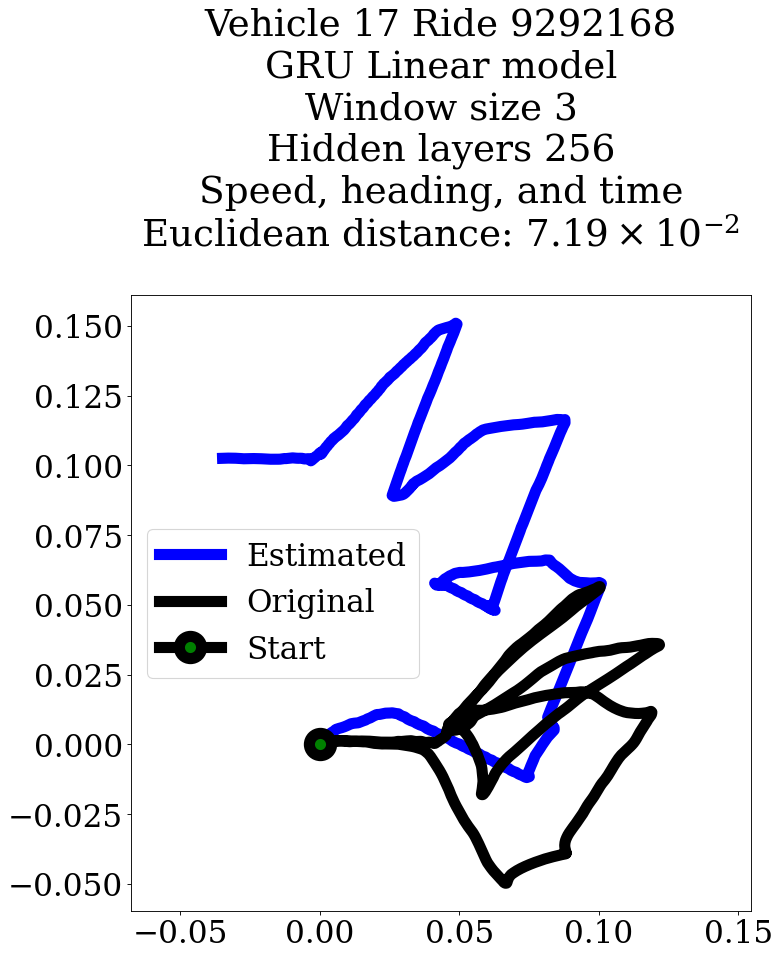 Vehicle 17 Ride 9292168
GRU Linear model
Window size 3
Hidden layers 256
Speed, heading, and time
Euclidean distance: 7.19 × 10⁻²
0.150
0.125
0.100
0.075
0.050
0.025
0.000
−0.025
−0.050
Estimated
Original
Start
−0.05 0.00 0.05 0.10 0.15